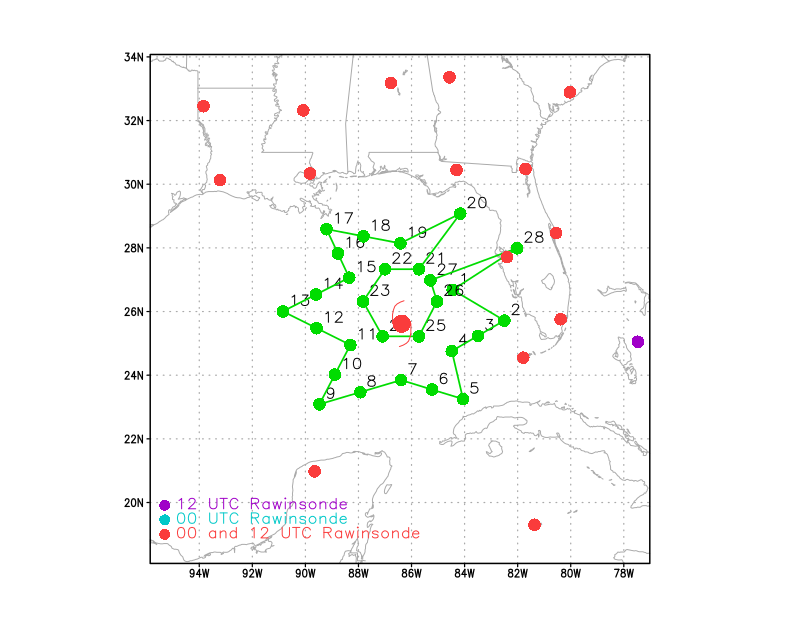 34N
32N
30N
28N
26N
24N
22N
20N
20
17
18
19
28
16
22
21
15
27
1
14
23
26
13
2
12
3
11
25
4
10
7
6
8
5
9
12 UTC Rawinsonde
00 UTC Rawinsonde
00 and 12 UTC Rawinsonde
94W 92W 90W 88W 86W 84W 82W 80W 78W